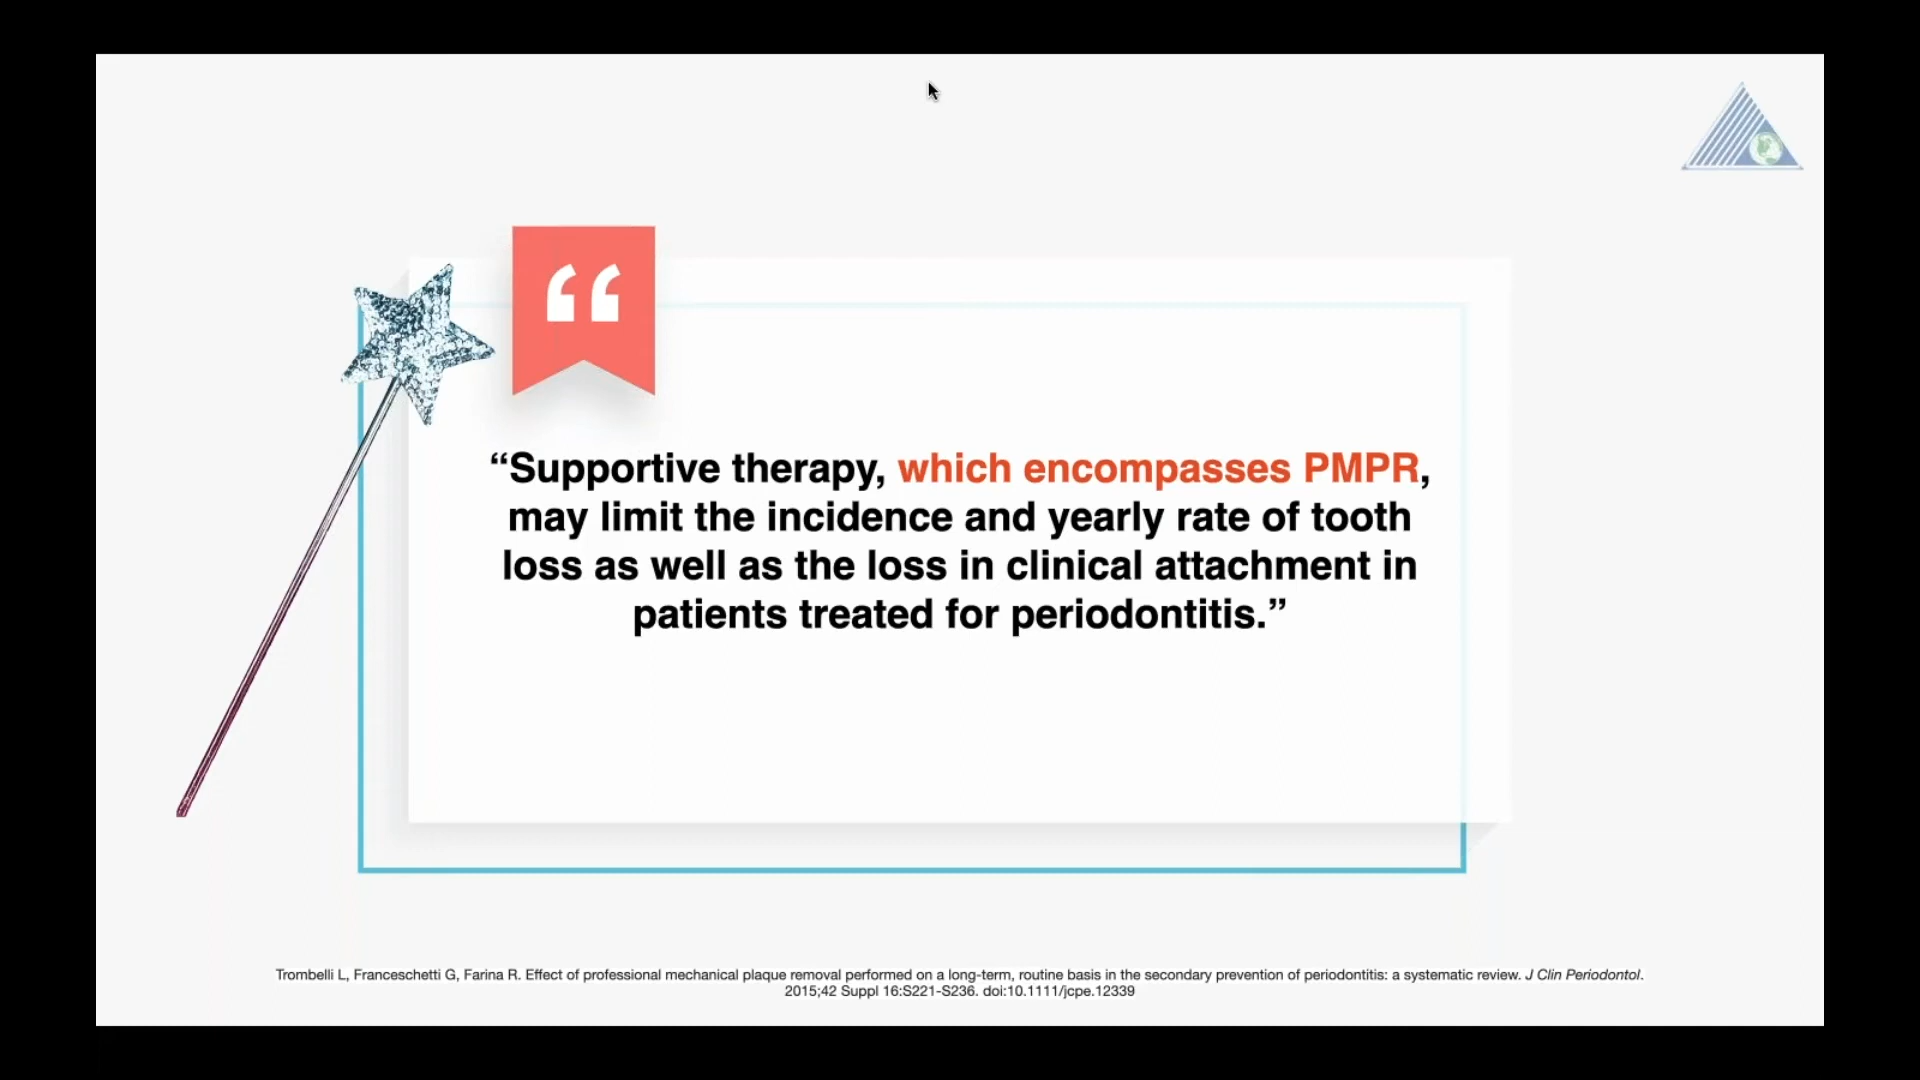 “Supportive therapy, which encompasses PMPR,
may limit the incidence and yearly rate of tooth
loss as well as the loss in clinical attachment in
patients treated for periodontitis.”
Trombelli L, Franceschetti G, Farina R. Effect of professional mechanical plaque removal performed on a long-term, routine basis in the secondary prevention of periodontitis: a systematic review. J Clin Periodontol.
2015;42 Suppl 16:S221-S236. doi:10.1111/jcpe.12339